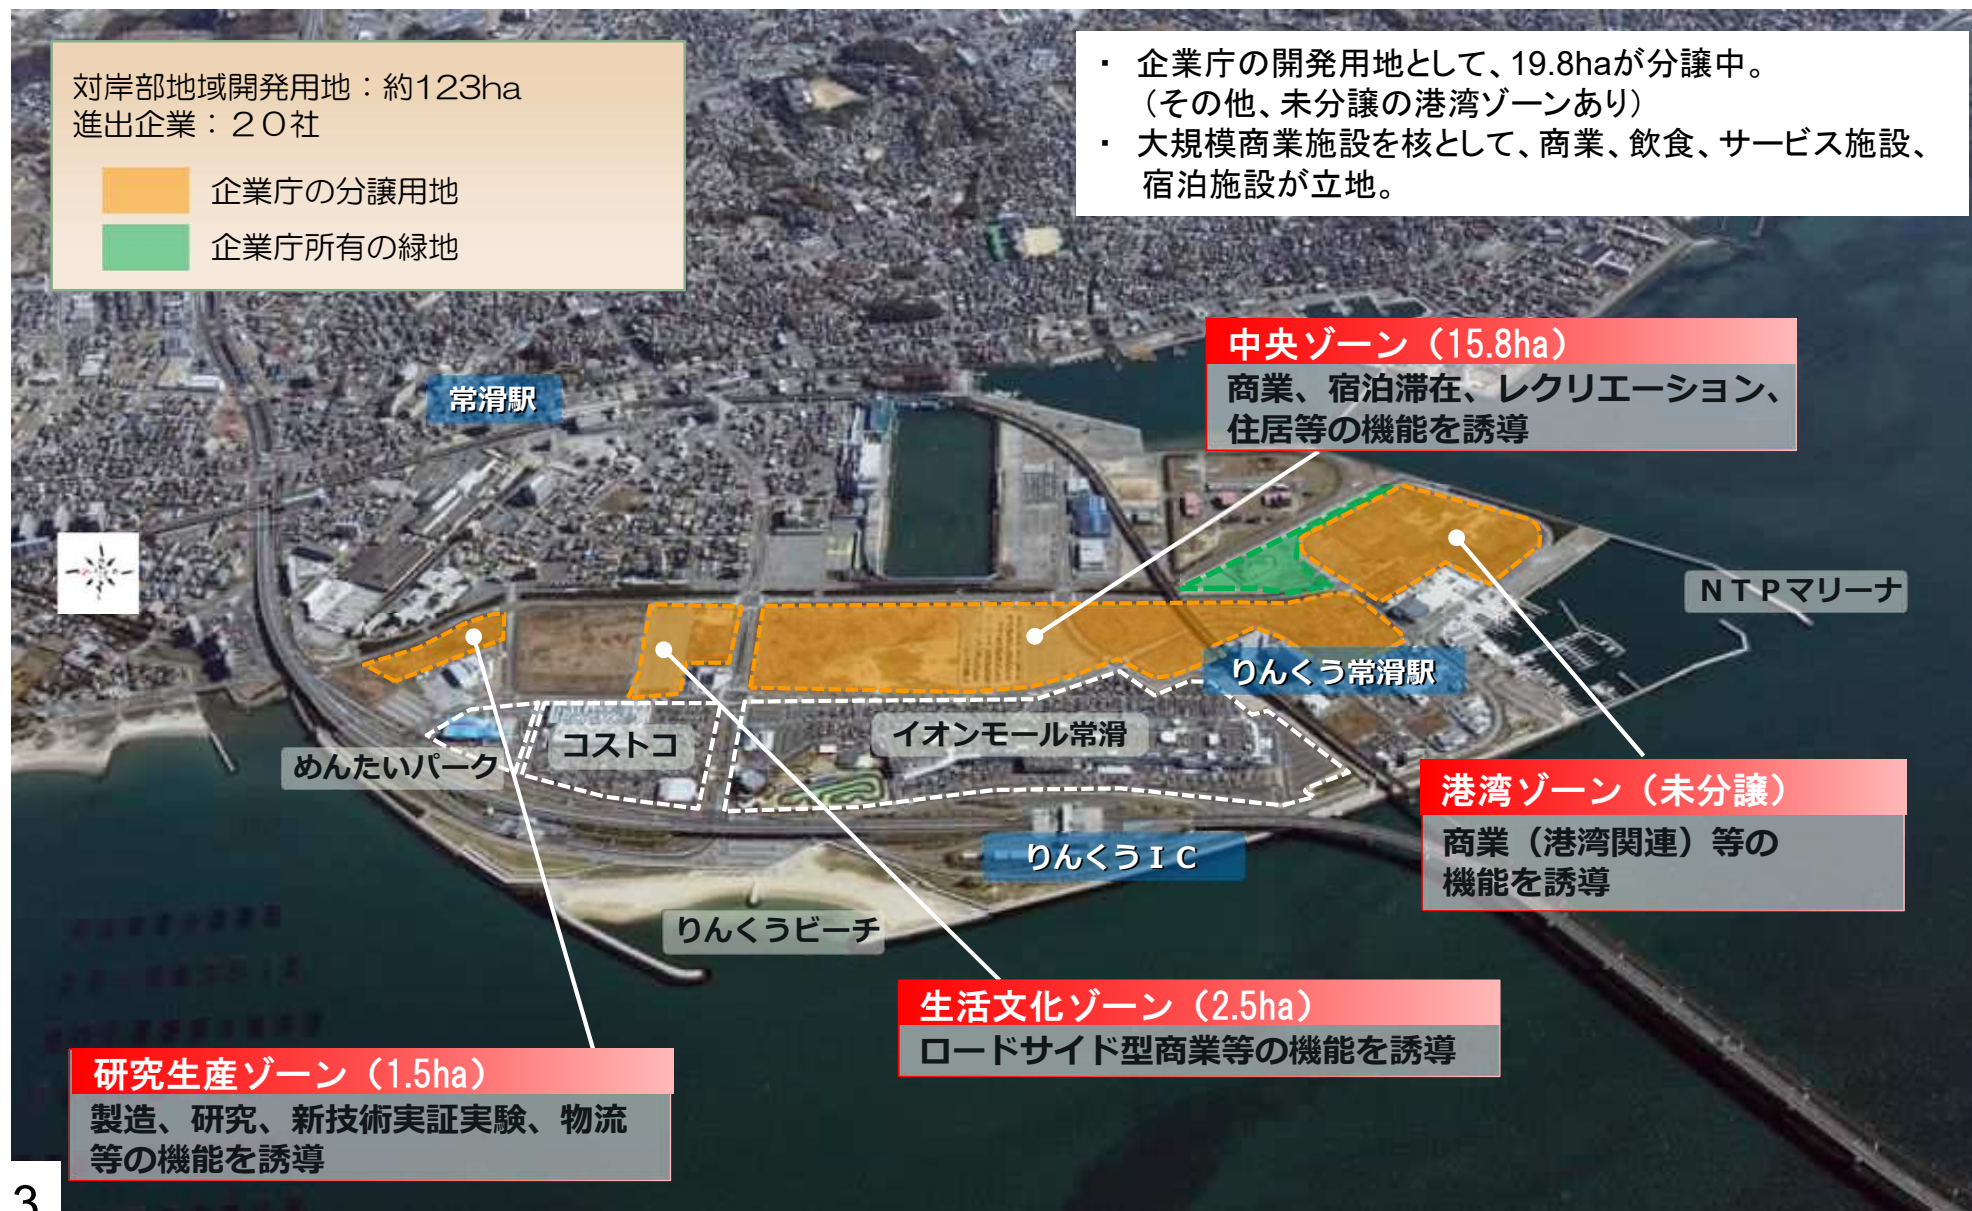 対岸部地域開発用地：約123ha
進出企業：２０社
企業庁の分譲用地
企業庁所有の緑地
・ 企業庁の開発用地として、19.8haが分譲中。
（その他、未分譲の港湾ゾーンあり）
・ 大規模商業施設を核として、商業、飲食、サービス施設、
宿泊施設が立地。
中央ゾーン（15.8ha）
商業、宿泊滞在、レクリエーション、
住居等の機能を誘導
常滑駅
ＮＴＰマリーナ
りんくう常滑駅
イオンモール常滑
コストコ
めんたいパーク
港湾ゾーン（未分譲）
商業（港湾関連）等の
機能を誘導
りんくうＩＣ
りんくうビーチ
生活文化ゾーン（2.5ha）
ロードサイド型商業等の機能を誘導
研究生産ゾーン（1.5ha）
製造、研究、新技術実証実験、物流
等の機能を誘導
3